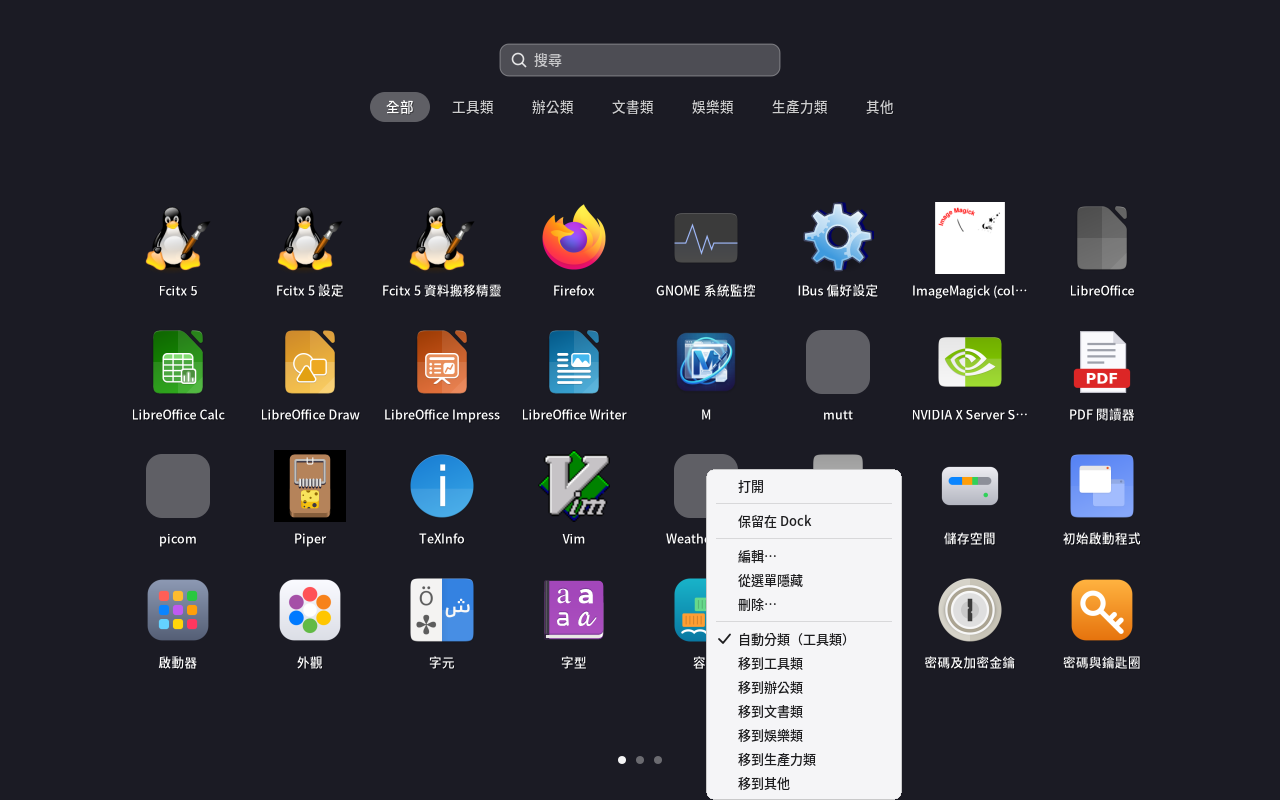 搜尋
全部
工具類
辦公類
文書類
娛樂類
生產力類
其他
Fcitx 5
Fcitx 5 設定
Fcitx 5 資料搬移精靈
Firefox
GNOME 系統監控
IBus 偏好設定
Image Magick
ImageMagick (col…
LibreOffice
LibreOffice Calc
LibreOffice Draw
LibreOffice Impress
LibreOffice Writer
M
mutt
NVIDIA X Server S…
PDF
PDF 閱讀器
picom
Piper
TeXInfo
Vim
儲存空間
初始啟動程式
啟動器
外觀
字元
字型
容
密碼及加密金鑰
密碼與鑰匙圈
打開
保留在 Dock
編輯…
從選單隱藏
刪除…
自動分類（工具類）
移到工具類
移到辦公類
移到文書類
移到娛樂類
移到生產力類
移到其他